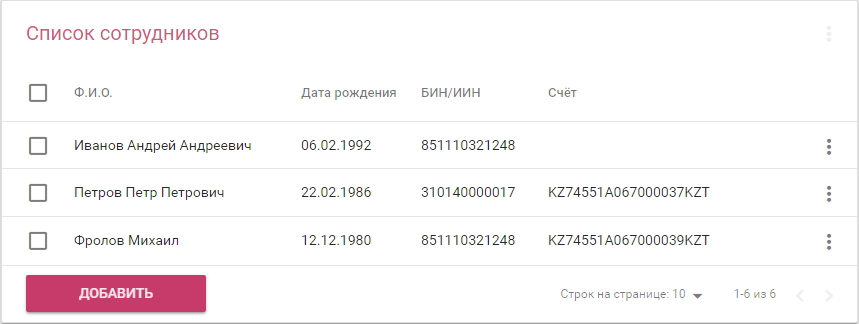 Список сотрудников
Ф.И.О. Дата рождения БИН/ИИН Счёт
Иванов Андрей Андреевич 06.02.1992 851110321248
Петров Петр Петрович 22.02.1986 310140000017 KZ74551A067000037KZT
Фролов Михаил 12.12.1980 851110321248 KZ74551A067000039KZT
ДОБАВИТЬ Строк на странице: 10 1-6 из 6